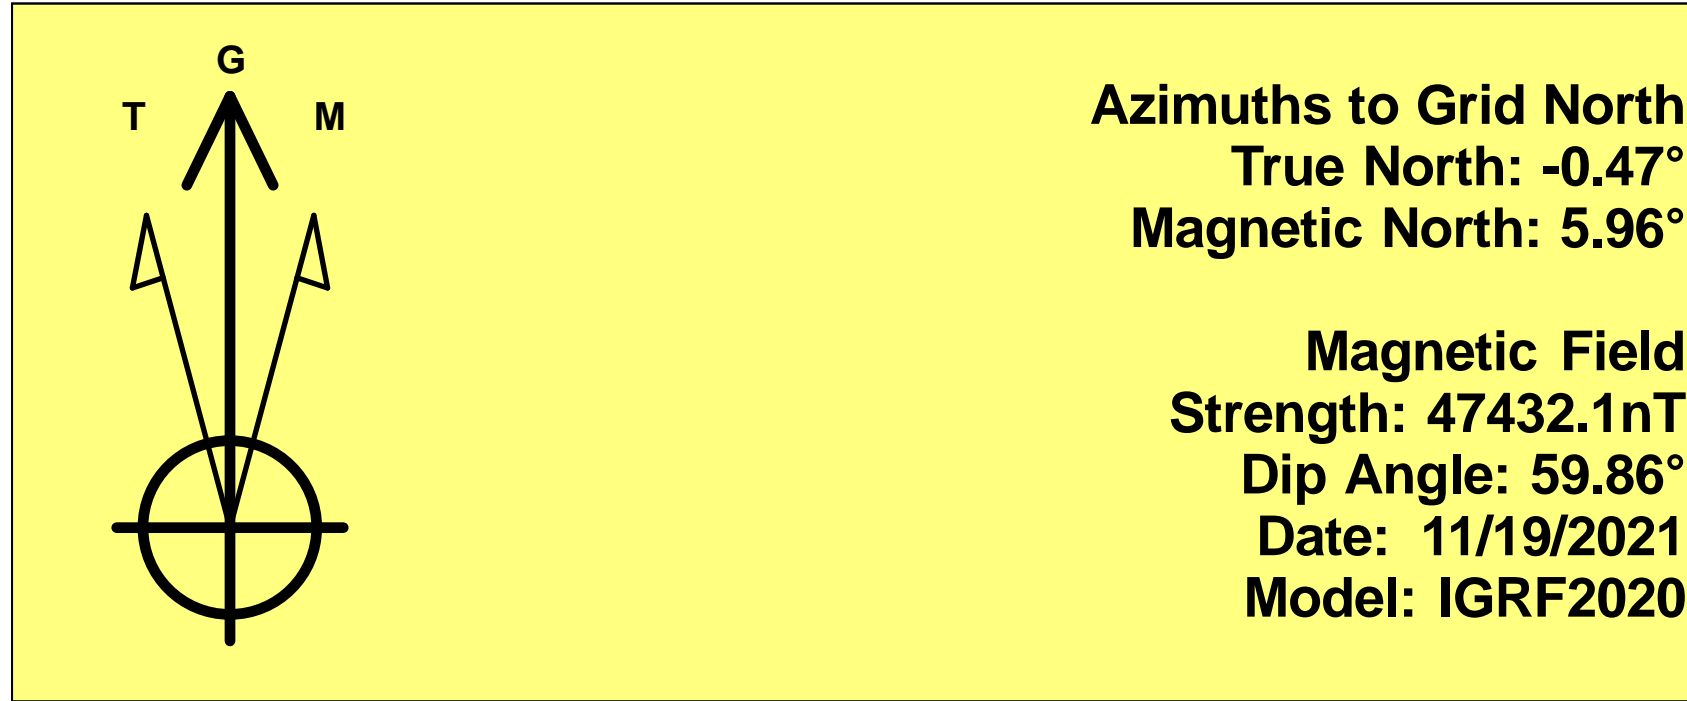 G
T M
Azimuths to Grid North
True North: -0.47°
Magnetic North: 5.96°
Magnetic Field
Strength: 47432.1nT
Dip Angle: 59.86°
Date: 11/19/2021
Model: IGRF2020